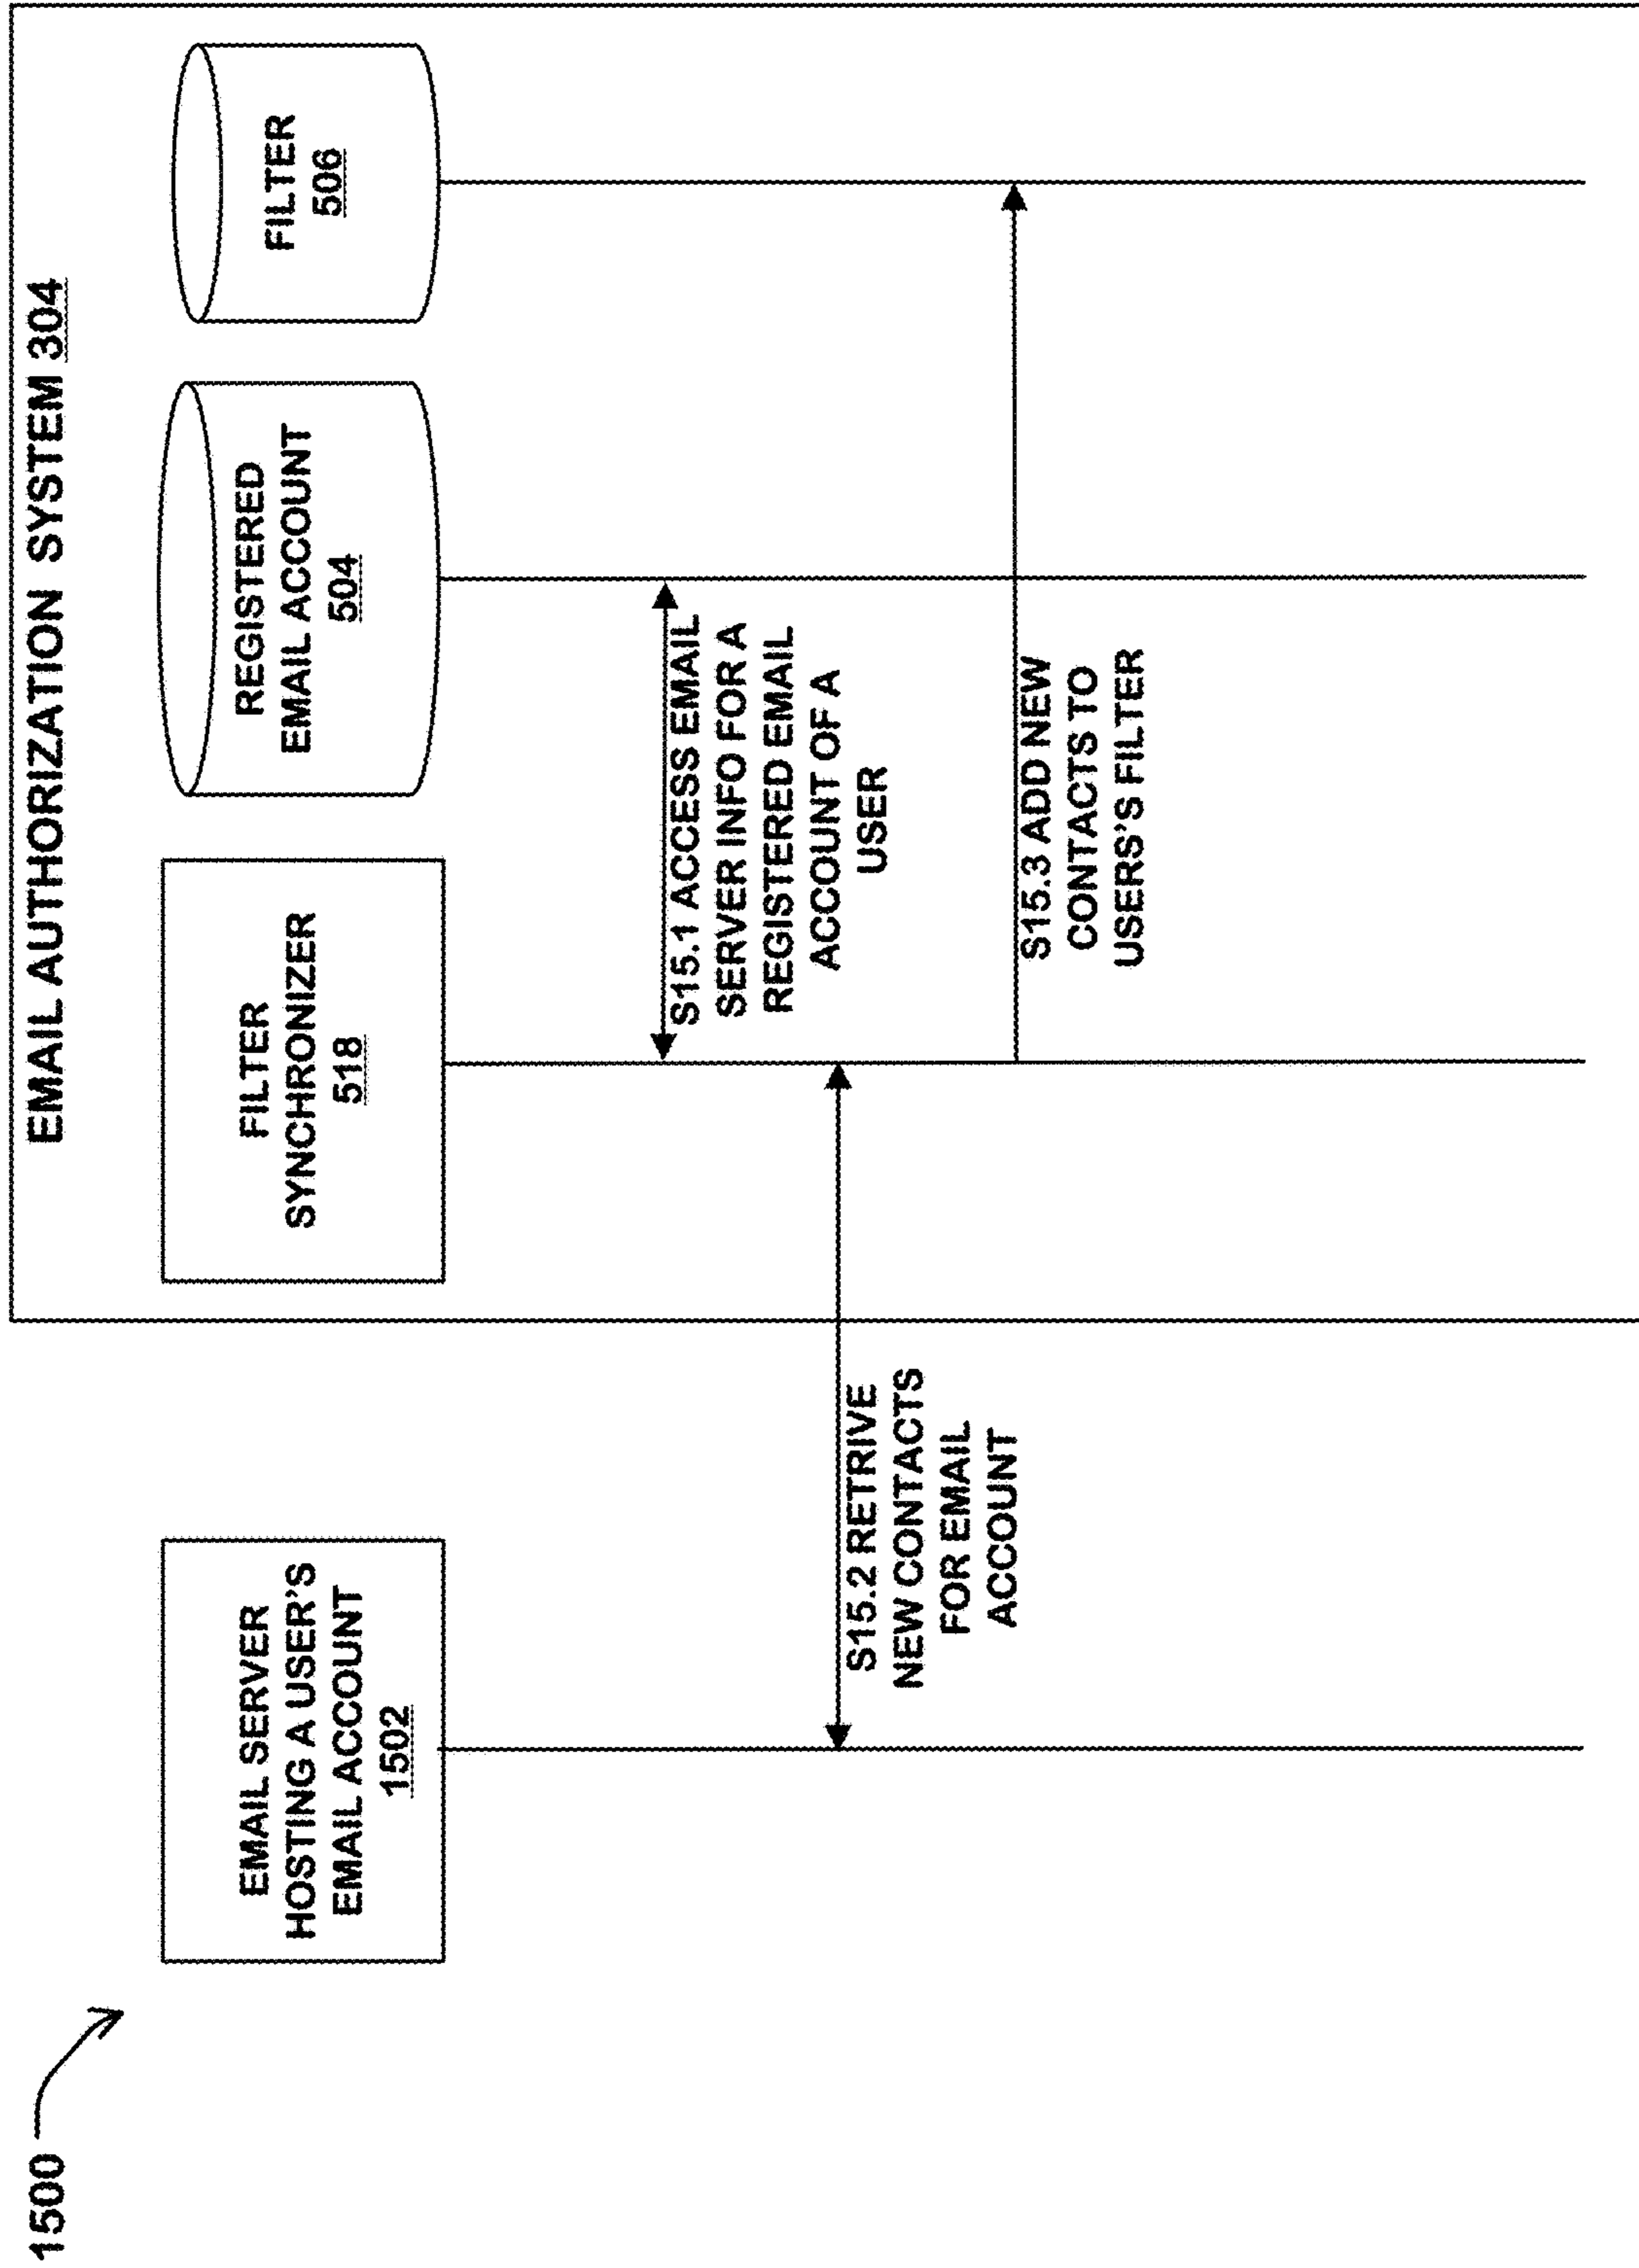 1500
EMAIL AUTHORIZATION SYSTEM 304
EMAIL SERVER
HOSTING A USER'S
EMAIL ACCOUNT
1502
FILTER
SYNCHRONIZER
518
REGISTERED
EMAIL ACCOUNT
504
FILTER
506
S15.1 ACCESS EMAIL
SERVER INFO FOR A
REGISTERED EMAIL
ACCOUNT OF A
USER
S15.2 RETRIVE
NEW CONTACTS
FOR EMAIL
ACCOUNT
S15.3 ADD NEW
CONTACTS TO
USERS'S FILTER